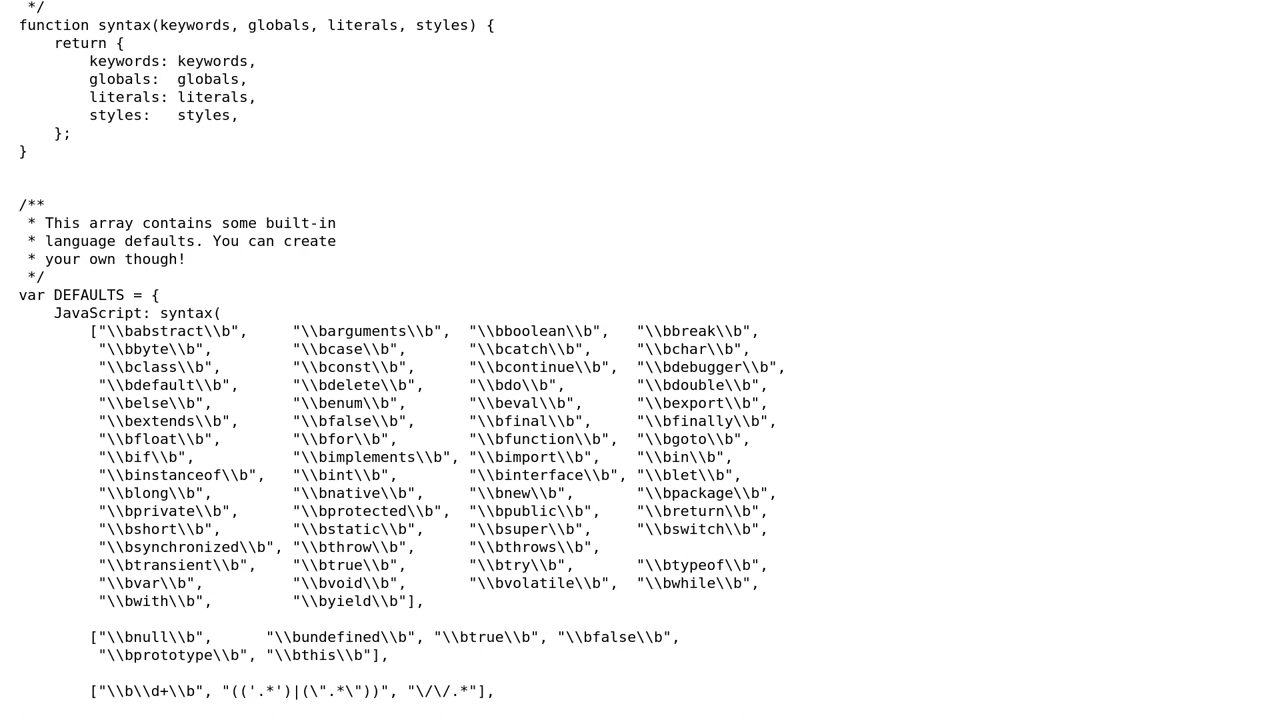 */
function syntax(keywords, globals, literals, styles) {
    return {
        keywords: keywords,
        globals:  globals,
        literals: literals,
        styles:   styles,
    };
}


/**
 * This array contains some built-in
 * language defaults. You can create
 * your own though!
 */
var DEFAULTS = {
    JavaScript: syntax(
        ["\\babstract\\b",     "\\barguments\\b",  "\\bboolean\\b",   "\\bbreak\\b",
         "\\bbyte\\b",         "\\bcase\\b",       "\\bcatch\\b",     "\\bchar\\b",
         "\\bclass\\b",        "\\bconst\\b",      "\\bcontinue\\b",  "\\bdebugger\\b",
         "\\bdefault\\b",      "\\bdelete\\b",     "\\bdo\\b",        "\\bdouble\\b",
         "\\belse\\b",         "\\benum\\b",       "\\beval\\b",      "\\bexport\\b",
         "\\bextends\\b",      "\\bfalse\\b",      "\\bfinal\\b",     "\\bfinally\\b",
         "\\bfloat\\b",        "\\bfor\\b",        "\\bfunction\\b",  "\\bgoto\\b",
         "\\bif\\b",           "\\bimplements\\b", "\\bimport\\b",    "\\bin\\b",
         "\\binstanceof\\b",   "\\bint\\b",        "\\binterface\\b", "\\blet\\b",
         "\\blong\\b",         "\\bnative\\b",     "\\bnew\\b",       "\\bpackage\\b",
         "\\bprivate\\b",      "\\bprotected\\b",  "\\bpublic\\b",    "\\breturn\\b",
         "\\bshort\\b",        "\\bstatic\\b",     "\\bsuper\\b",     "\\bswitch\\b",
         "\\bsynchronized\\b", "\\bthrow\\b",      "\\bthrows\\b",
         "\\btransient\\b",    "\\btrue\\b",       "\\btry\\b",       "\\btypeof\\b",
         "\\bvar\\b",          "\\bvoid\\b",       "\\bvolatile\\b",  "\\bwhile\\b",
         "\\bwith\\b",         "\\byield\\b"],

        ["\\bnull\\b",      "\\bundefined\\b", "\\btrue\\b", "\\bfalse\\b",
         "\\bprototype\\b", "\\bthis\\b"],

        ["\\b\\d+\\b", "(('.*')|(\".*\"))", "\/\/.*"],